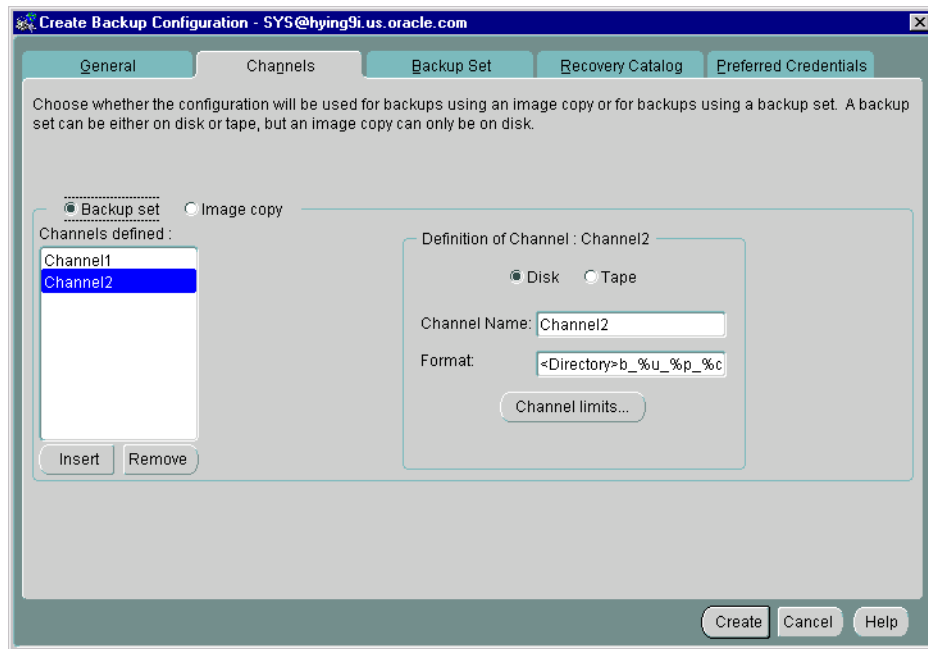 Create Backup Configuration - SYS@hying9i.us.oracle.com
General Channels Backup Set Recovery Catalog Preferred Credentials
Choose whether the configuration will be used for backups using an image copy or for backups using a backup set. A backup
set can be either on disk or tape, but an image copy can only be on disk.
Backup set Image copy
Channels defined :
Channel1
Channel2
Insert Remove
Definition of Channel : Channel2
Disk Tape
Channel Name: Channel2
Format: <Directory>b_%u_%p_%c
Channel limits...
Create Cancel Help